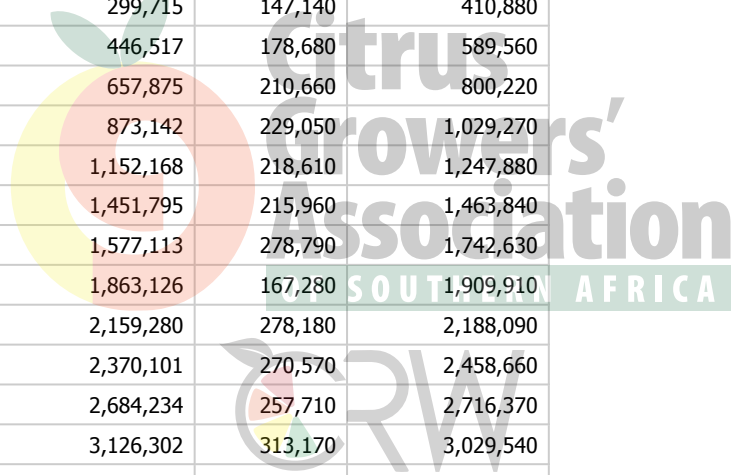 299,715 147,140 410,880
446,517 178,680 589,560
657,875 210,660 800,220
873,142 229,050 1,029,270
1,152,168 218,610 1,247,880
1,451,795 215,960 1,463,840
1,577,113 278,790 1,742,630
1,863,126 167,280 1,909,910
2,159,280 278,180 2,188,090
2,370,101 270,570 2,458,660
2,684,234 257,710 2,716,370
3,126,302 313,170 3,029,540
Citrus
Growers'
Association
OF SOUTHERN AFRICA
CRW